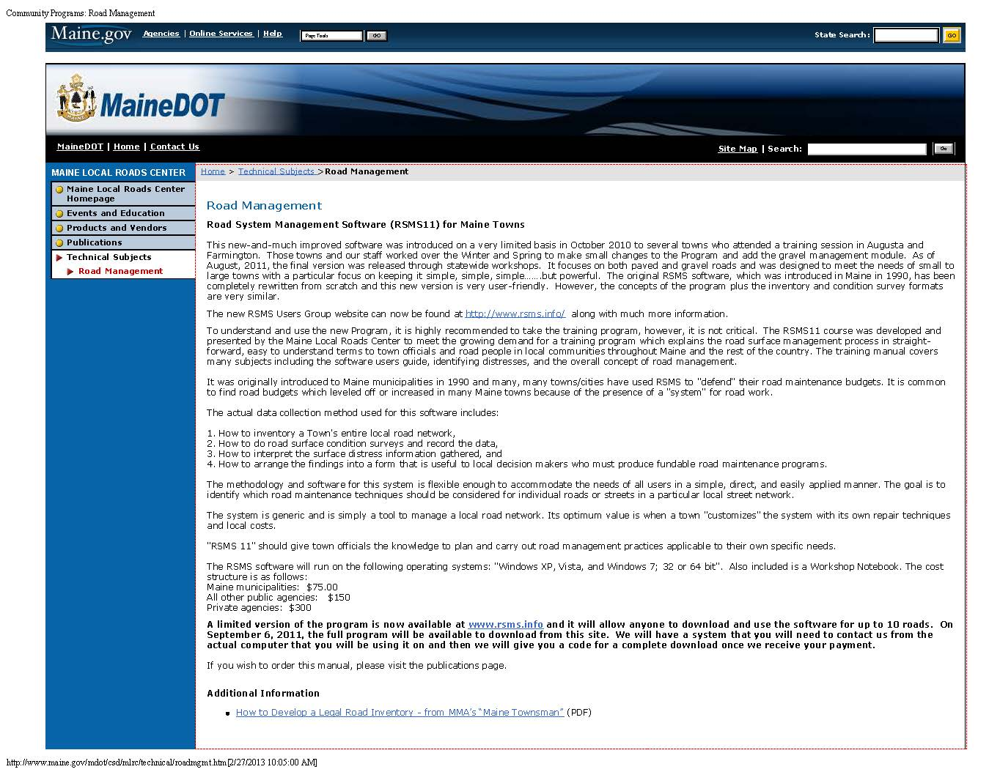 Community Programs: Road Management
Maine.gov Agencies | Online Services | Help Page Tools GO State Search: GO
MAINE
MaineDOT
MaineDOT | Home | Contact Us Site Map | Search: Go
MAINE LOCAL ROADS CENTER
Maine Local Roads Center
Homepage
Events and Education
Products and Vendors
Publications
Technical Subjects
Road Management
Home > Technical Subjects >Road Management
Road Management
Road System Management Software (RSMS11) for Maine Towns
This new-and-much improved software was introduced on a very limited basis in October 2010 to several towns who attended a training session in Augusta and
Farmington.  Those towns and our staff worked over the Winter and Spring to make small changes to the Program and add the gravel management module.  As of
August, 2011, the final version was released through statewide workshops.  It focuses on both paved and gravel roads and was designed to meet the needs of small to
large towns with a particular focus on keeping it simple, simple, simple…….but powerful.  The original RSMS software, which was introduced in Maine in 1990, has been
completely rewritten from scratch and this new version is very user-friendly.  However, the concepts of the program plus the inventory and condition survey formats
are very similar.
The new RSMS Users Group website can now be found at http://www.rsms.info/  along with much more information.
To understand and use the new Program, it is highly recommended to take the training program, however, it is not critical.  The RSMS11 course was developed and
presented by the Maine Local Roads Center to meet the growing demand for a training program which explains the road surface management process in straight-
forward, easy to understand terms to town officials and road people in local communities throughout Maine and the rest of the country. The training manual covers
many subjects including the software users guide, identifying distresses, and the overall concept of road management.
It was originally introduced to Maine municipalities in 1990 and many, many towns/cities have used RSMS to "defend" their road maintenance budgets. It is common
to find road budgets which leveled off or increased in many Maine towns because of the presence of a "system" for road work.
The actual data collection method used for this software includes:
1. How to inventory a Town's entire local road network,
2. How to do road surface condition surveys and record the data,
3. How to interpret the surface distress information gathered, and
4. How to arrange the findings into a form that is useful to local decision makers who must produce fundable road maintenance programs.
The methodology and software for this system is flexible enough to accommodate the needs of all users in a simple, direct, and easily applied manner. The goal is to
identify which road maintenance techniques should be considered for individual roads or streets in a particular local street network.
The system is generic and is simply a tool to manage a local road network. Its optimum value is when a town "customizes" the system with its own repair techniques
and local costs.
"RSMS 11" should give town officials the knowledge to plan and carry out road management practices applicable to their own specific needs.
The RSMS software will run on the following operating systems: "Windows XP, Vista, and Windows 7;  32 or 64 bit".  Also included is a Workshop Notebook. The cost
structure is as follows:
Maine municipalities:  $75.00
All other public agencies:   $150
Private agencies:  $300
A limited version of the program is now available at www.rsms.info and it will allow anyone to download and use the software for up to 10 roads.  On
September 6, 2011, the full program will be available to download from this site.  We will have a system that you will need to contact us from the
actual computer that you will be using it on and then we will give you a code for a complete download once we receive your payment.
If you wish to order this manual, please visit the publications page.
Additional Information
• How to Develop a Legal Road Inventory - from MMA's "Maine Townsman" (PDF)
http://www.maine.gov/mdot/csd/mlrc/technical/roadmgmt.htm[2/27/2013 10:05:00 AM]